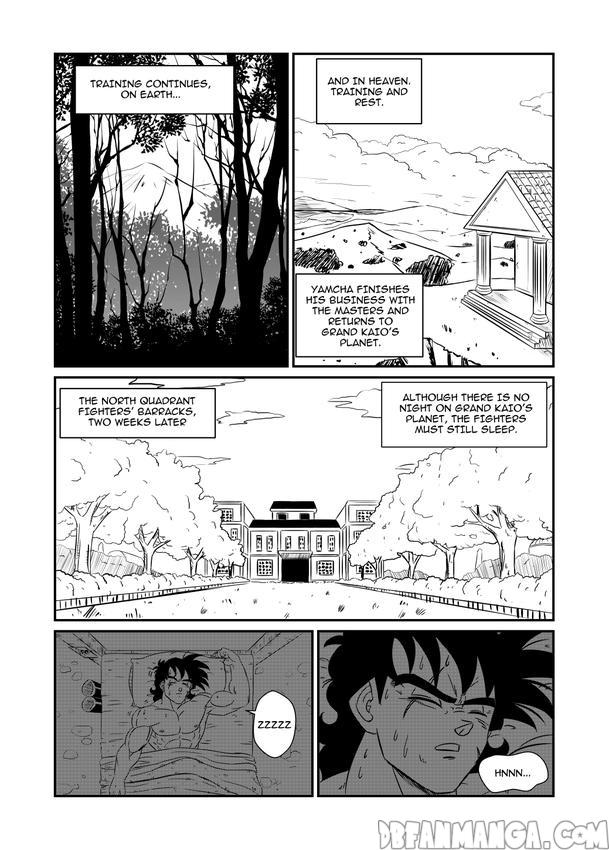 TRAINING CONTINUES,
ON EARTH...
AND IN HEAVEN.
TRAINING AND
REST.
YAMCHA FINISHES
HIS BUSINESS WITH
THE MASTERS AND
RETURNS TO
GRAND KAIO'S
PLANET.
THE NORTH QUADRANT
FIGHTERS' BARRACKS,
TWO WEEKS LATER
ALTHOUGH THERE IS NO
NIGHT ON GRAND KAIO'S
PLANET, THE FIGHTERS
MUST STILL SLEEP.
ZZZZZ
HNNN...
DBFANMANGA.COM